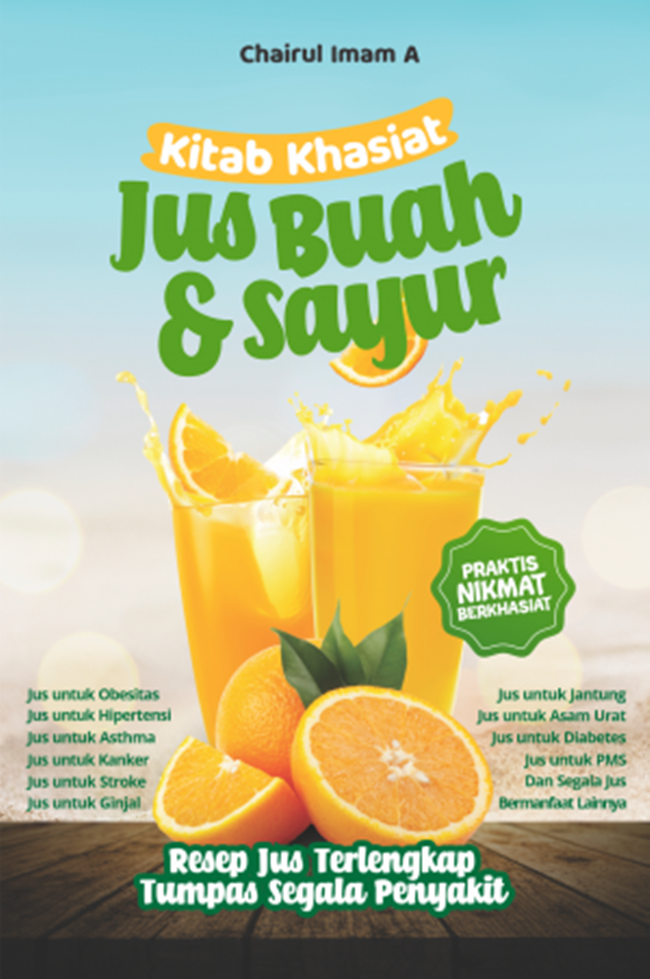 Chairul Imam A
Kitab Khasiat
Jus Buah
& Sayur
PRAKTIS
NIKMAT
BERKHASIAT
Jus untuk Obesitas
Jus untuk Hipertensi
Jus untuk Asthma
Jus untuk Kanker
Jus untuk Stroke
Jus untuk Ginjal
Jus untuk Jantung
Jus untuk Asam Urat
Jus untuk Diabetes
Jus untuk PMS
Dan Segala Jus
Bermanfaat Lainnya
Resep Jus Terlengkap
Tumpas Segala Penyakit